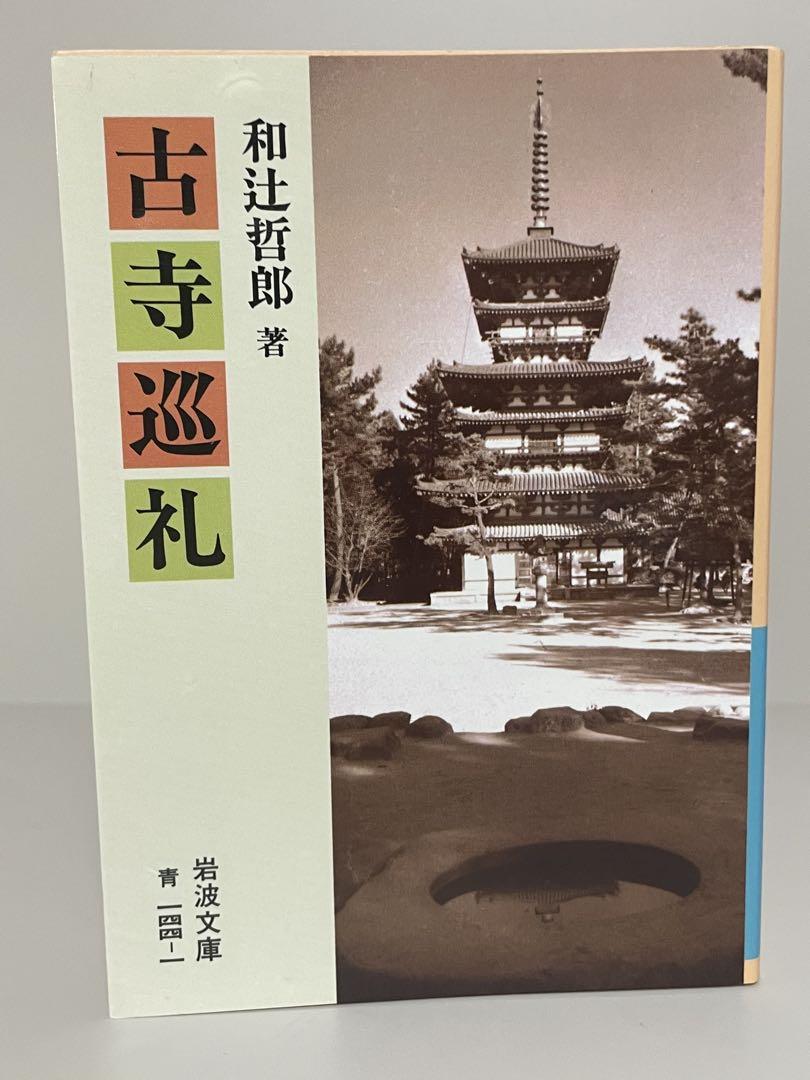 和辻哲郎 著
古寺巡礼
岩波文庫
青 一四四-一